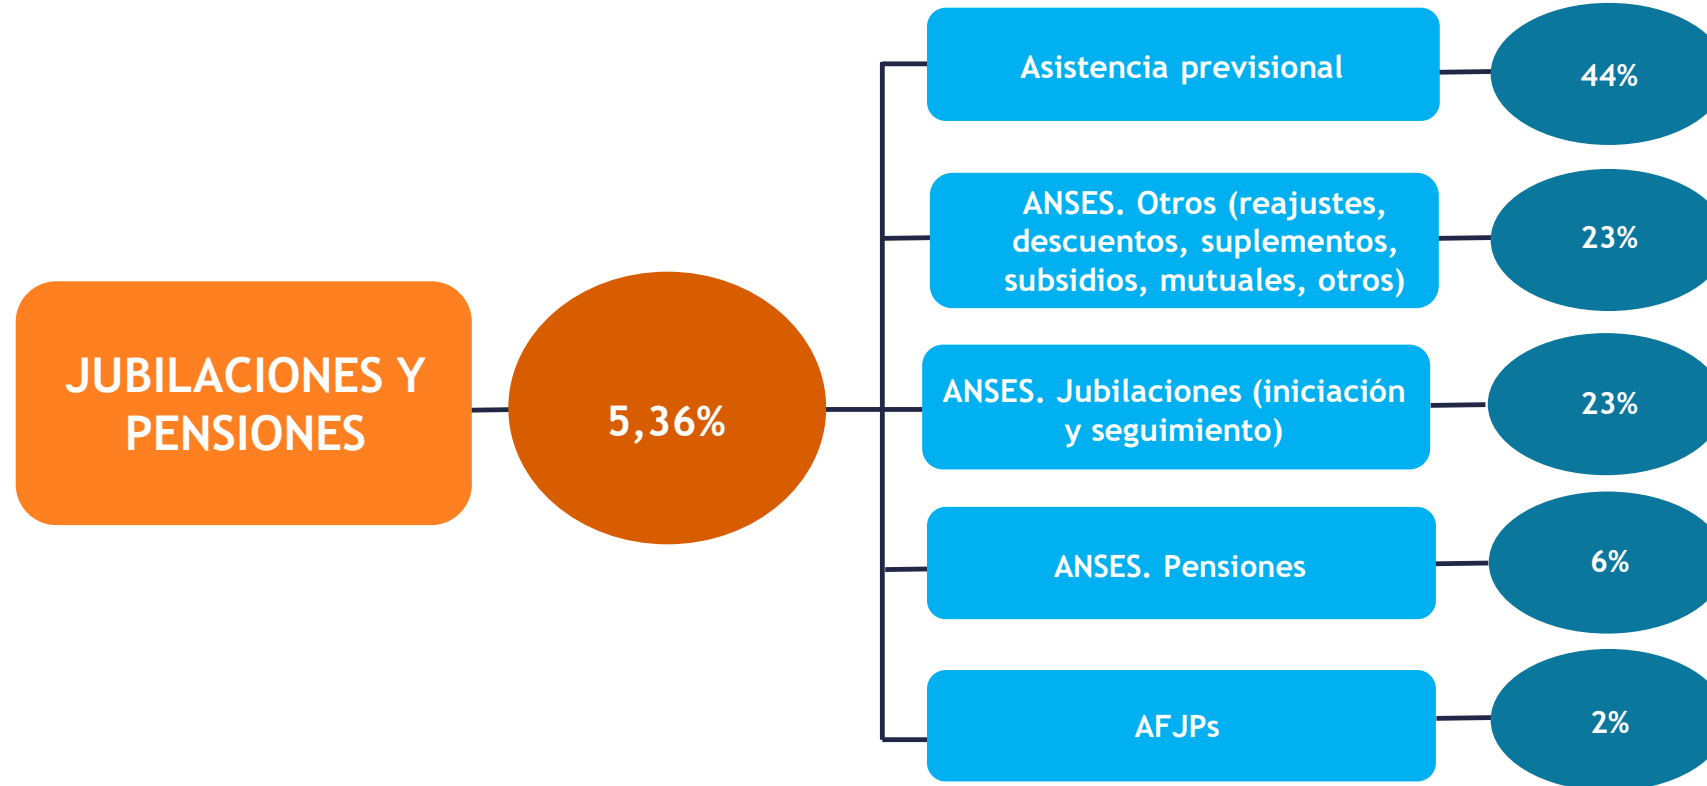 JUBILACIONES Y
PENSIONES
5,36%
Asistencia previsional
44%
ANSES. Otros (reajustes,
descuentos, suplementos,
subsidios, mutuales, otros)
23%
ANSES. Jubilaciones (iniciación
y seguimiento)
23%
ANSES. Pensiones
6%
AFJPs
2%